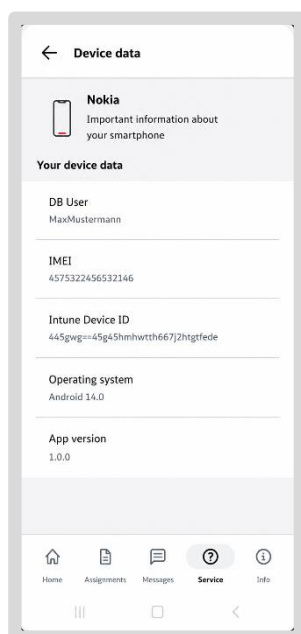 Device data
Nokia
Important information about
your smartphone
Your device data
DB User
MaxMustermann
IMEI
4575322456532146
Intune Device ID
445gwg==45g45hmhwtth667j2htgtfede
Operating system
Android 14.0
App version
1.0.0
Home Assignments Messages Service Info